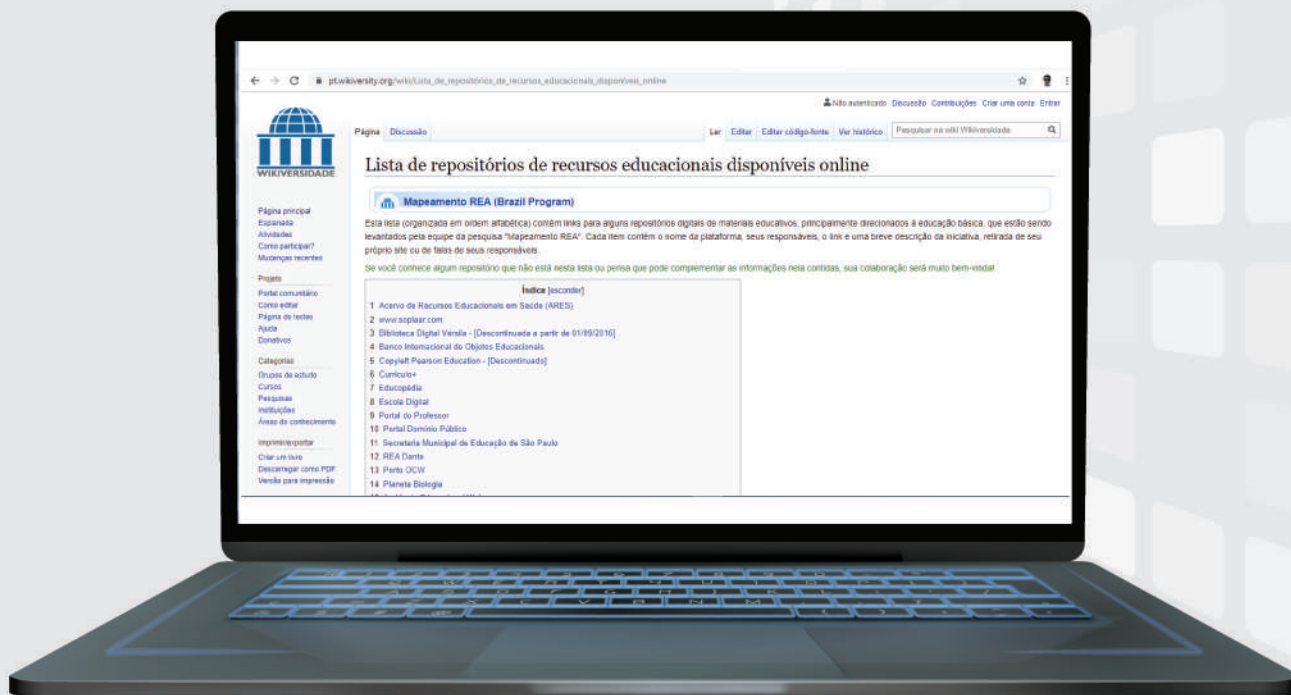 pt.wikiversity.org/wiki/Lista_de_repositórios_de_recursos_educacionais_disponíveis_online
Não autenticado Discussão Contribuições Criar uma conta Entrar
Página Discussão Ler Editar Editar código-fonte Ver histórico Pesquisar na wiki Wikiversidade
WIKIVERSIDADE
Lista de repositórios de recursos educacionais disponíveis online
Mapeamento REA (Brazil Program)
Página principal
Esplanada
Atividades
Como participar?
Mudanças recentes
Projeto
Portal comunitário
Como editar
Página de testes
Ajuda
Donativos
Categorias
Grupos de estudo
Cursos
Pesquisas
Instituições
Áreas do conhecimento
Imprimir/exportar
Criar um livro
Descarregar como PDF
Versão para impressão
Esta lista (organizada em ordem alfabética) contém links para alguns repositórios digitais de materiais educativos, principalmente direcionados à educação básica, que estão sendo
levantados pela equipe da pesquisa "Mapeamento REA". Cada item contém o nome da plataforma, seus responsáveis, o link e uma breve descrição da iniciativa, retirada de seu
próprio site ou de falas de seus responsáveis.
Se você conhece algum repositório que não está nesta lista ou pensa que pode complementar as informações nela contidas, sua colaboração será muito bem-vinda!
Índice [esconder]
1 Acervo de Recursos Educacionais em Saúde (ARES)
2
3 Biblioteca Digital Vérsila - [Descontinuada a partir de 01/09/2016]
4 Banco Internacional de Objetos Educacionais
5 Copyleft Pearson Education - [Descontinuado]
6 Currículo+
7 Educopédia
8 Escola Digital
9 Portal do Professor
10 Portal Domínio Público
11 Secretaria Municipal de Educação de São Paulo
12 REA Dante
13 Porto OCW
14 Planeta Biologia